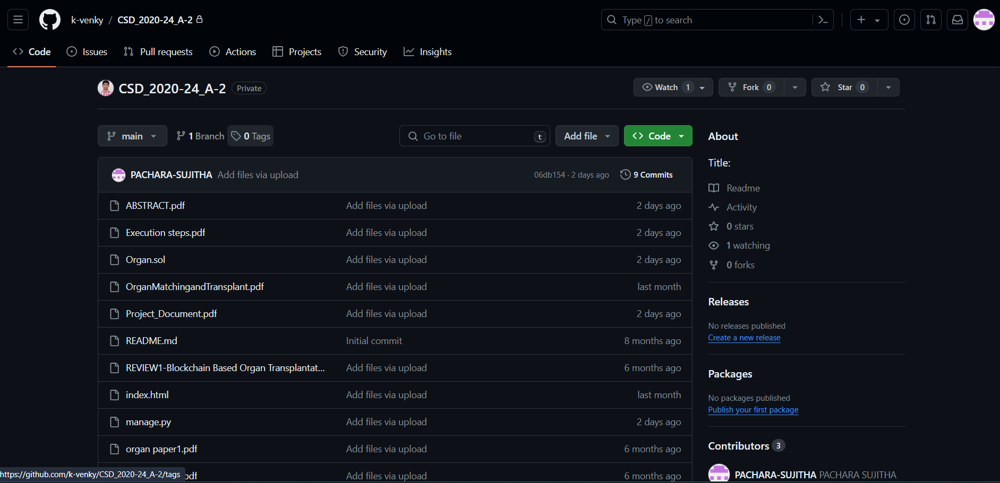 k-venky / CSD_2020-24_A-2
Type / to search
Code Issues Pull requests Actions Projects Security Insights
CSD_2020-24_A-2 Private
Watch 1 Fork 0 Star 0
main 1 Branch 0 Tags Go to file t Add file Code
PACHARA-SUJITHA Add files via upload 06db154 · 2 days ago 9 Commits
ABSTRACT.pdf Add files via upload 2 days ago
Execution steps.pdf Add files via upload 2 days ago
Organ.sol Add files via upload 2 days ago
OrganMatchingandTransplant.pdf Add files via upload last month
Project_Document.pdf Add files via upload 2 days ago
README.md Initial commit 8 months ago
REVIEW1-Blockchain Based Organ Transplantat... Add files via upload 6 months ago
index.html Add files via upload last month
manage.py Add files via upload 2 days ago
organ paper1.pdf Add files via upload 6 months ago
pdf Add files via upload 6 months ago
https://github.com/k-venky/CSD_2020-24_A-2/tags
About
Title:
Readme
Activity
0 stars
1 watching
0 forks
Releases
No releases published
Create a new release
Packages
No packages published
Publish your first package
Contributors 3
PACHARA-SUJITHA PACHARA SUJITHA